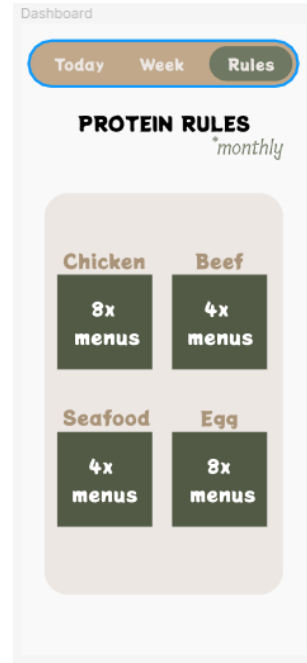 Dashboard
Today Week Rules
PROTEIN RULES
*monthly
Chicken Beef
8x menus 4x menus
Seafood Egg
4x menus 8x menus